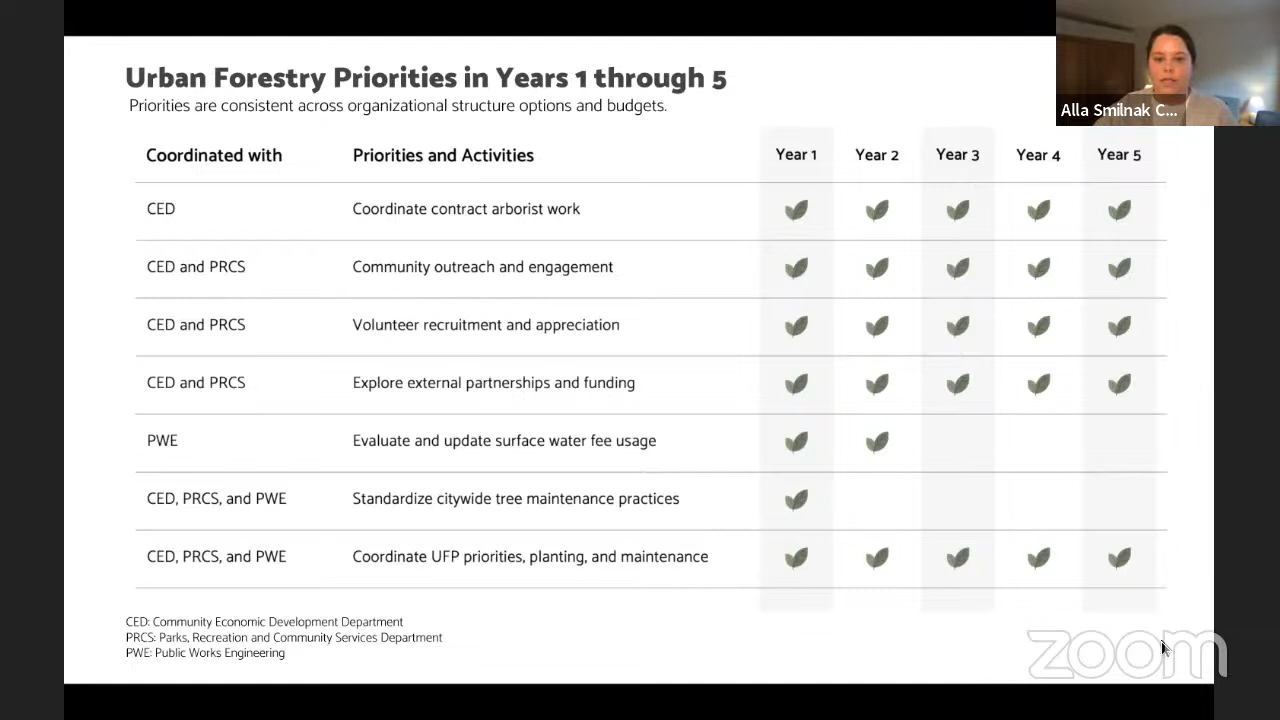 Urban Forestry Priorities in Years 1 through 5
Priorities are consistent across organizational structure options and budgets.
Alla Smilnak C...
Coordinated with Priorities and Activities Year 1 Year 2 Year 3 Year 4 Year 5
CED Coordinate contract arborist work
CED and PRCS Community outreach and engagement
CED and PRCS Volunteer recruitment and appreciation
CED and PRCS Explore external partnerships and funding
PWE Evaluate and update surface water fee usage
CED, PRCS, and PWE Standardize citywide tree maintenance practices
CED, PRCS, and PWE Coordinate UFP priorities, planting, and maintenance
CED: Community Economic Development Department
PRCS: Parks, Recreation and Community Services Department
PWE: Public Works Engineering
zoom